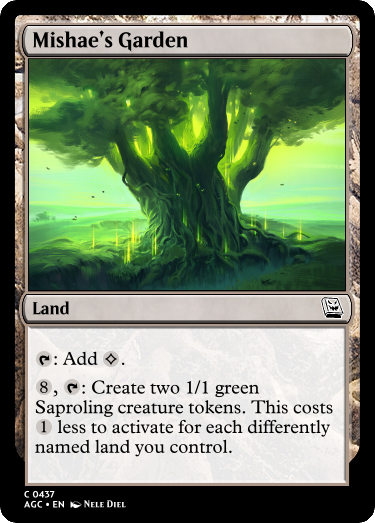 Mishae's Garden
Land
: Add .
8, : Create two 1/1 green
Saproling creature tokens. This costs
1 less to activate for each differently
named land you control.
C 0437
AGC • EN Nele Diel